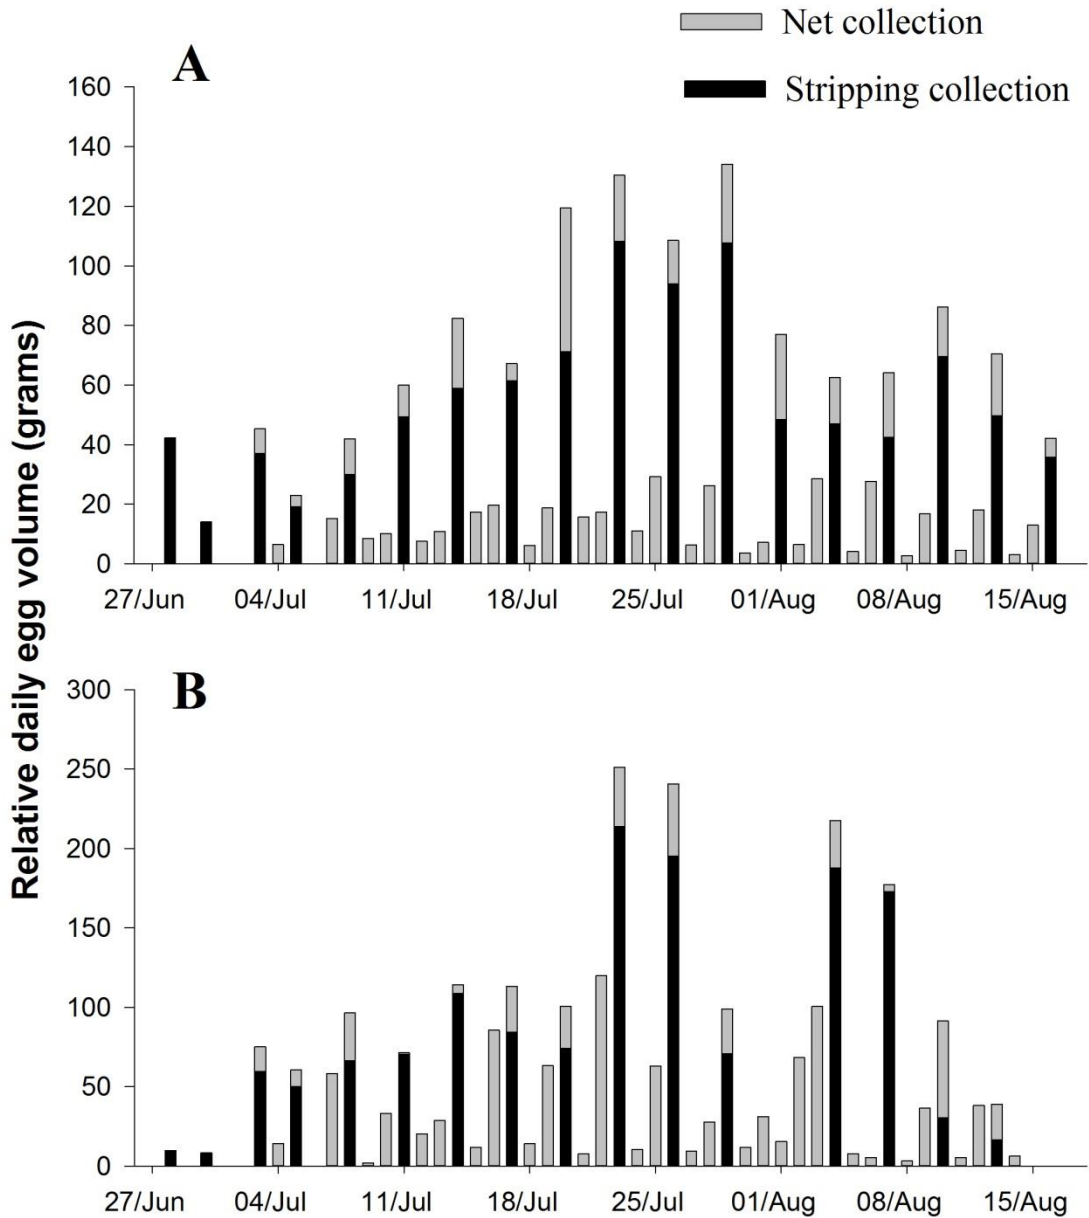 Net collection
Stripping collection
A
160
140
120
100
80
60
40
20
0
27/Jun 04/Jul 11/Jul 18/Jul 25/Jul 01/Aug 08/Aug 15/Aug
Relative daily egg volume (grams)
B
300
250
200
150
100
50
0
27/Jun 04/Jul 11/Jul 18/Jul 25/Jul 01/Aug 08/Aug 15/Aug